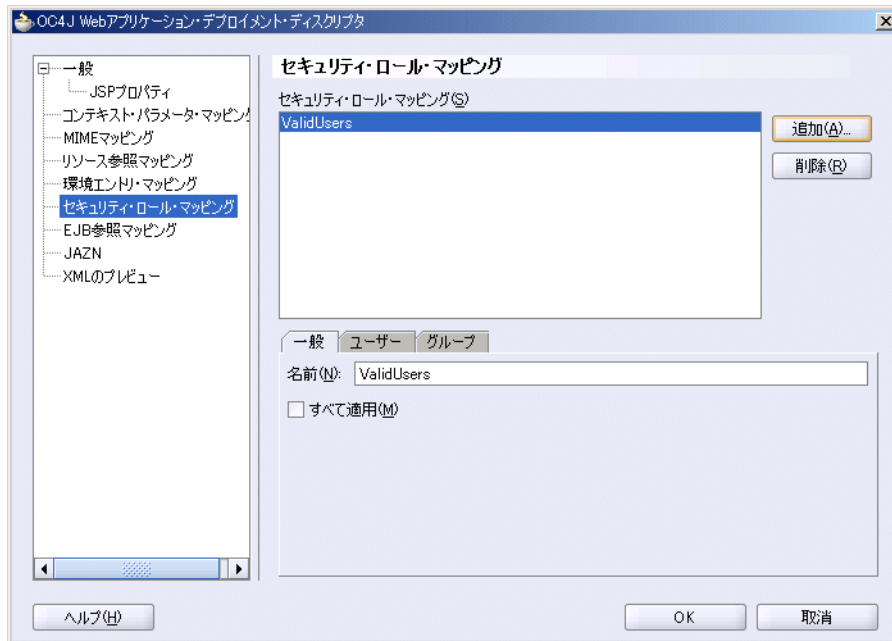 OC4J Webアプリケーション・デプロイメント・ディスクリプタ
一般
JSPプロパティ
コンテキスト・パラメータ・マッピング
MIMEマッピング
リソース参照マッピング
環境エントリ・マッピング
セキュリティ・ロール・マッピング
EJB参照マッピング
JAZN
XMLのプレビュー
セキュリティ・ロール・マッピング
セキュリティ・ロール・マッピング(S)
ValidUsers
追加(A)...
削除(R)
一般 ユーザー グループ
名前(N): ValidUsers
すべて適用(M)
ヘルプ(H)
OK
取消